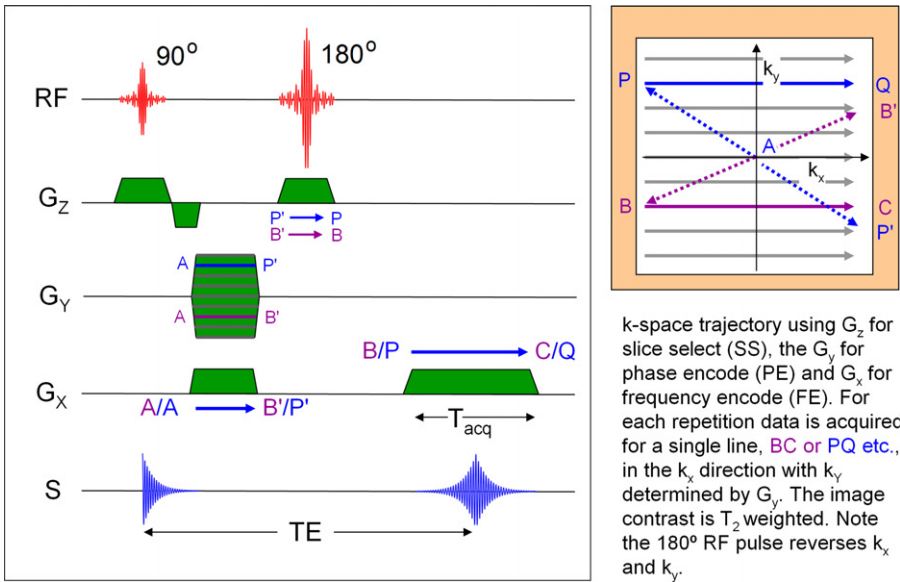 90o
180o
RF
GZ
P' P
B' B
A P'
GY
A B'
B/P C/Q
GX
A/A B'/P'
Tacq
S
TE
ky
P Q
B'
A
kx
B C
P'
k-space trajectory using Gz for
slice select (SS), the Gy for
phase encode (PE) and Gx for
frequency encode (FE). For
each repetition data is acquired
for a single line, BC or PQ etc.,
in the kx direction with kY
determined by Gy. The image
contrast is T2 weighted. Note
the 180º RF pulse reverses kx
and ky.